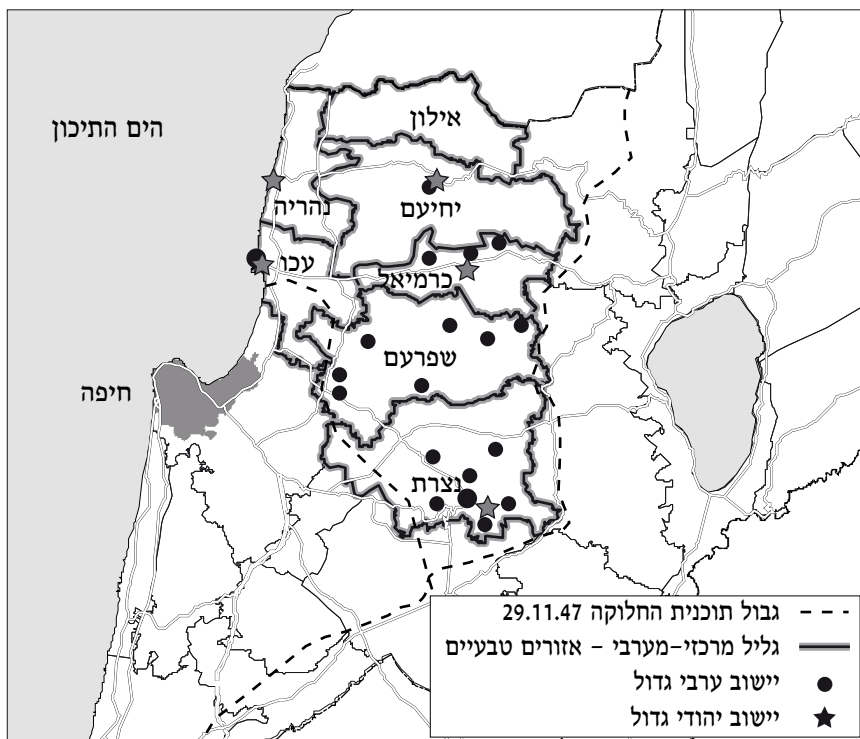 אילון
הים התיכון
יחיעם
נהריה
עכו
כרמיאל
שפרעם
חיפה
נצרת
גבול תוכנית החלוקה 29.11.47
גליל מרכזי-מערבי - אזורים טבעיים
יישוב ערבי גדול
יישוב יהודי גדול